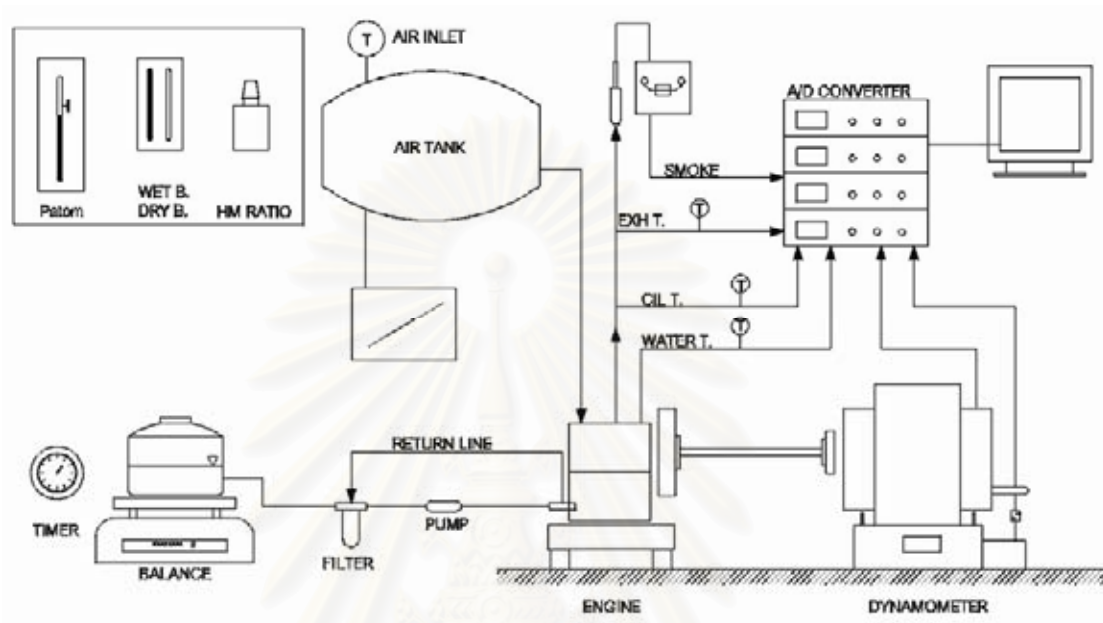 T
AIR INLET
Patom
WET B.
DRY B.
HM RATIO
AIR TANK
A/D CONVERTER
SMOKE
EXH T.
T
OIL T.
T
WATER T.
T
TIMER
BALANCE
RETURN LINE
FILTER
PUMP
ENGINE
DYNAMOMETER